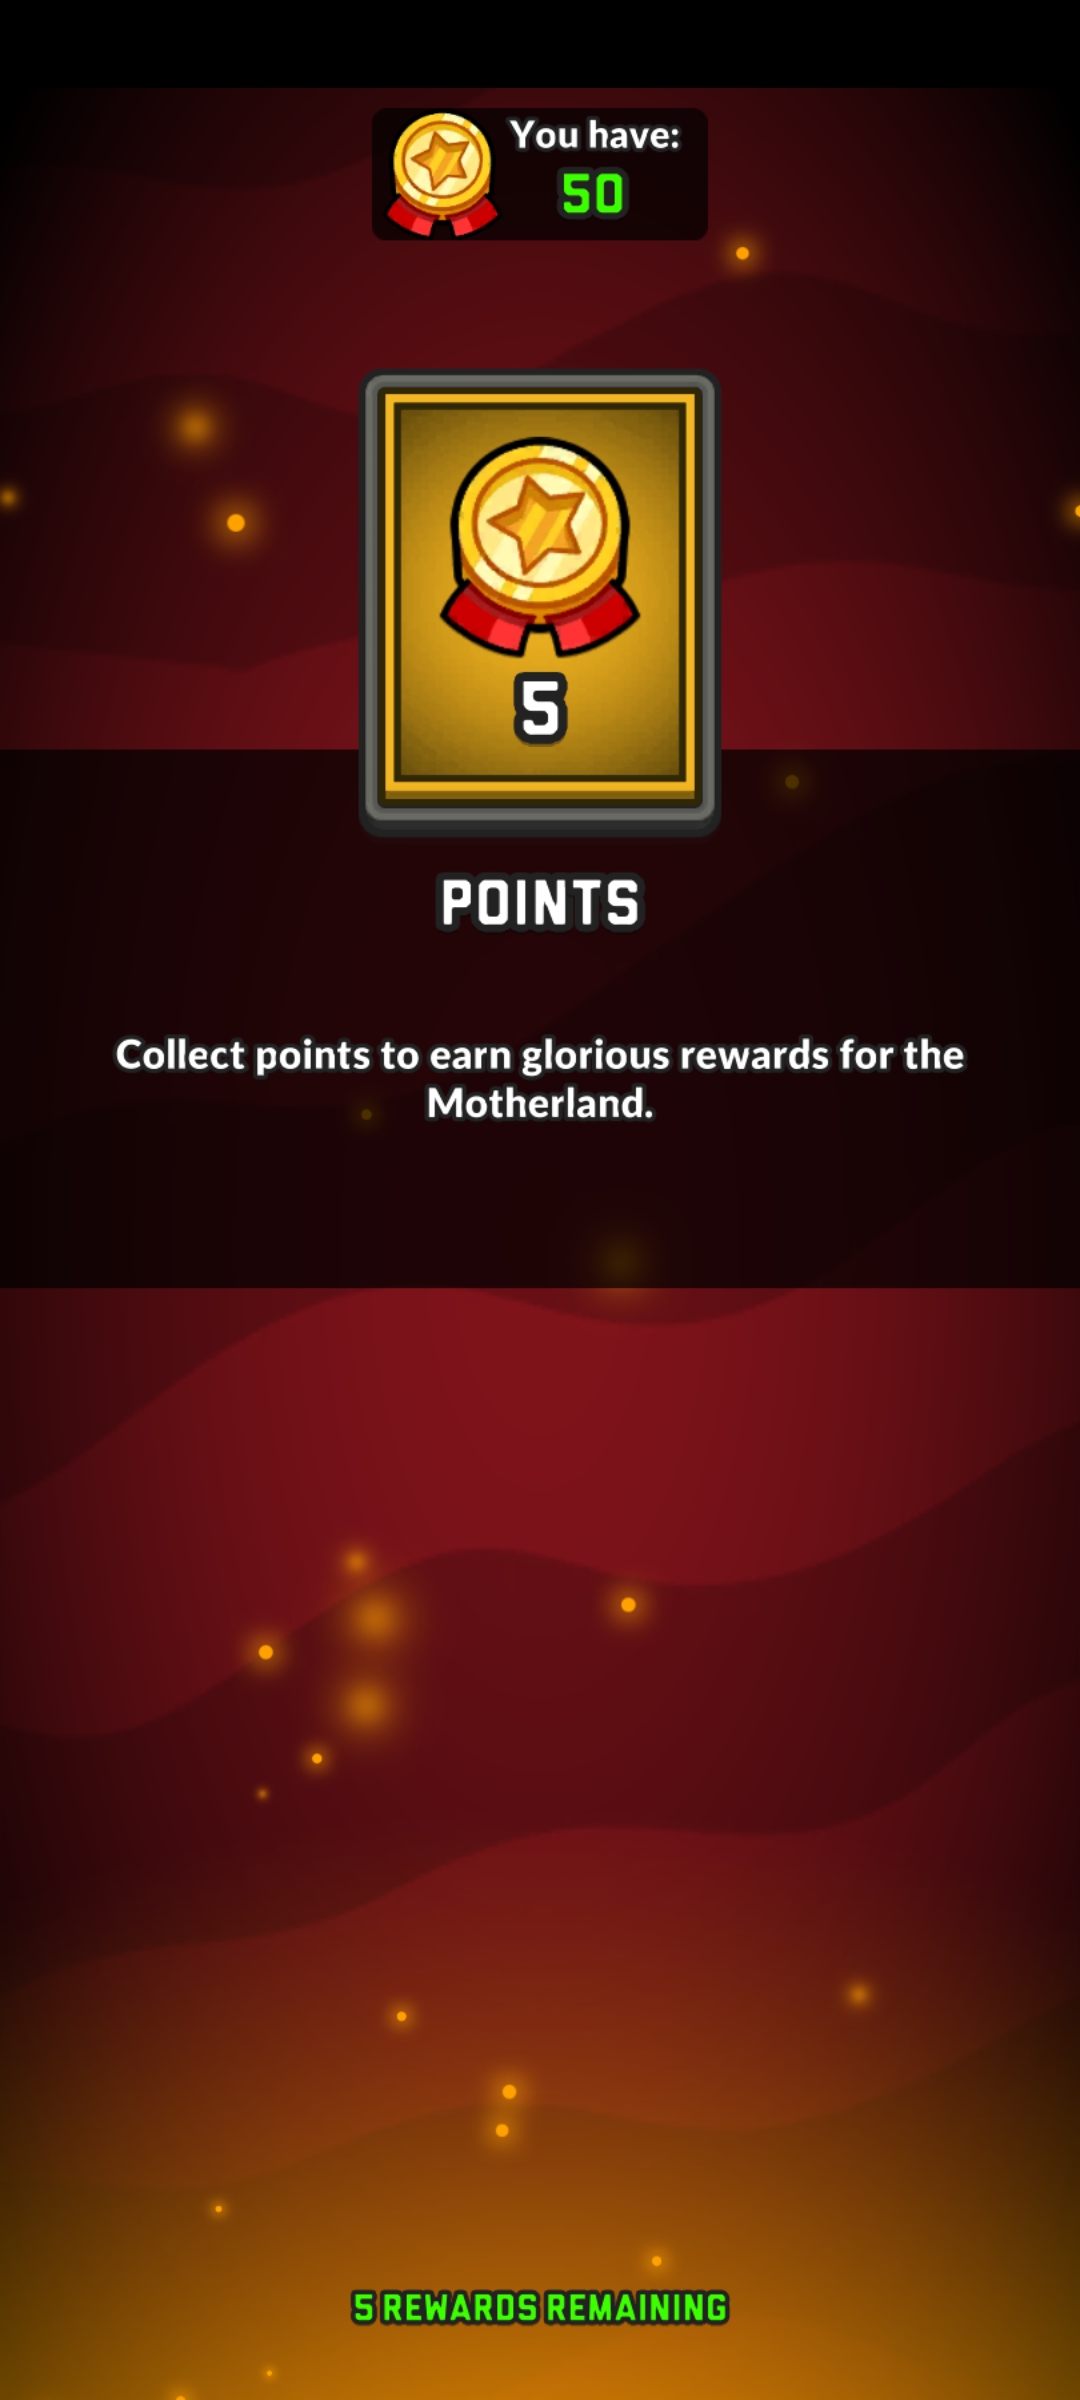 You have:
50
5
POINTS
Collect points to earn glorious rewards for the
Motherland.
5 REWARDS REMAINING